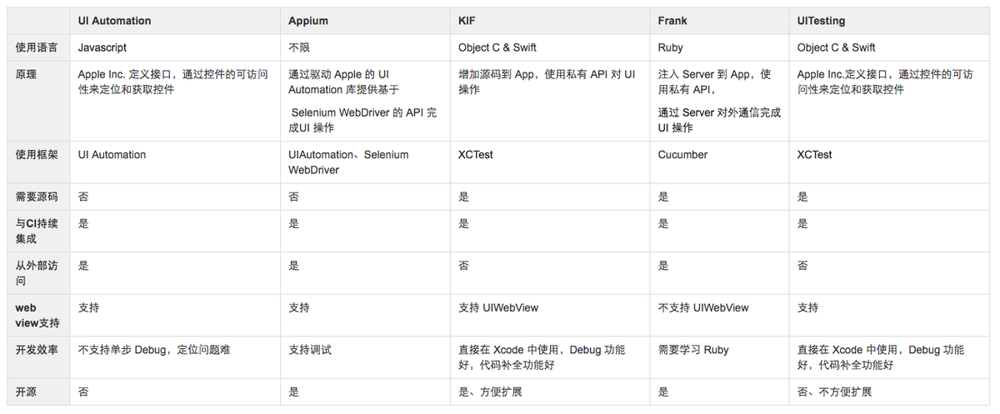 UI Automation Appium KIF Frank UITesting
使用语言 Javascript 不限 Object C & Swift Ruby Object C & Swift
原理 Apple Inc. 定义接口，通过控件的可访问 通过驱动 Apple 的 UI 增加源码到 App，使用私有 API 对 UI 注入 Server 到 App，使 Apple Inc.定义接口，通过控件的可访
性来定位和获取控件 Automation 库提供基于 操作 用私有 API， 问性来定位和获取控件
Selenium WebDriver 的 API 完 通过 Server 对外通信完成
成UI 操作 UI 操作
使用框架 UI Automation UIAutomation、Selenium XCTest Cucumber XCTest
WebDriver
需要源码 否 否 是 是 是
与CI持续 是 是 是 是 是
集成
从外部访 是 是 否 是 否
问
web 支持 支持 支持 UIWebView 不支持 UIWebView 支持
view支持
开发效率 不支持单步 Debug，定位问题难 支持调试 直接在 Xcode 中使用，Debug 功能 需要学习 Ruby 直接在 Xcode 中使用，Debug 功能
好，代码补全功能好 好，代码补全功能好
开源 否 是 是、方便扩展 是 否、不方便扩展